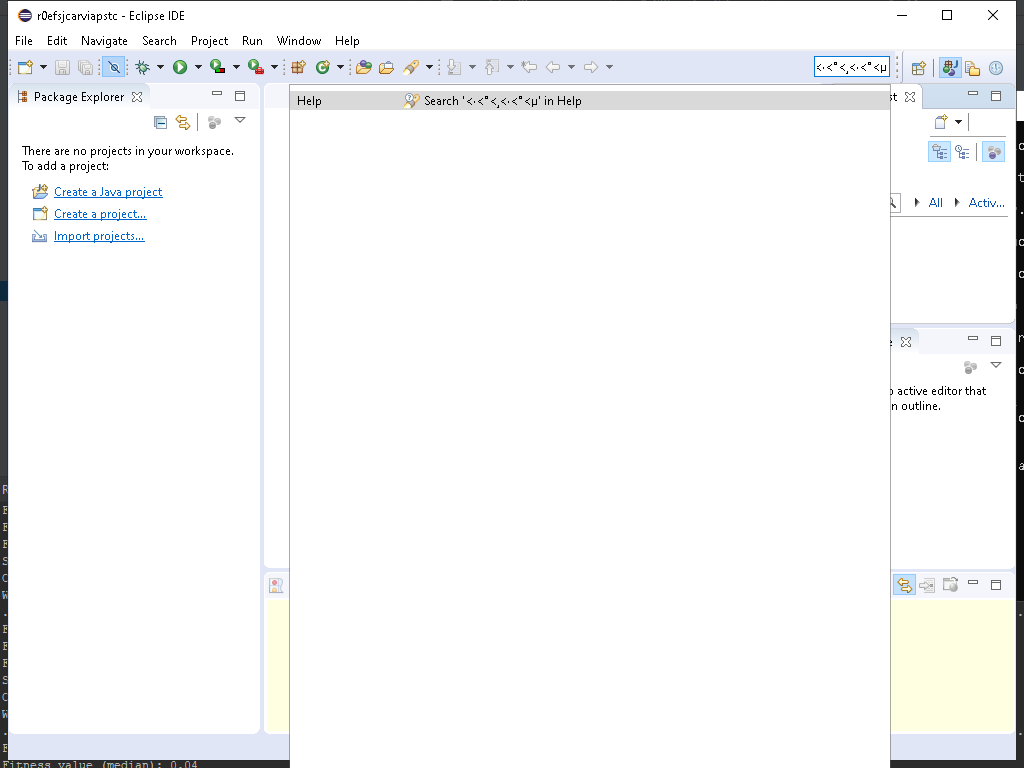 r0efsjcarviapstc - Eclipse IDE
File Edit Navigate Search Project Run Window Help
<·<°<¸<·<°<µ
Package Explorer
Help Search '<·<°<¸<·<°<µ' in Help
There are no projects in your workspace.
To add a project:
Create a Java project
Create a project...
Import projects...
All Activ...
active editor that
outline.
Fitness value (median): 0.04